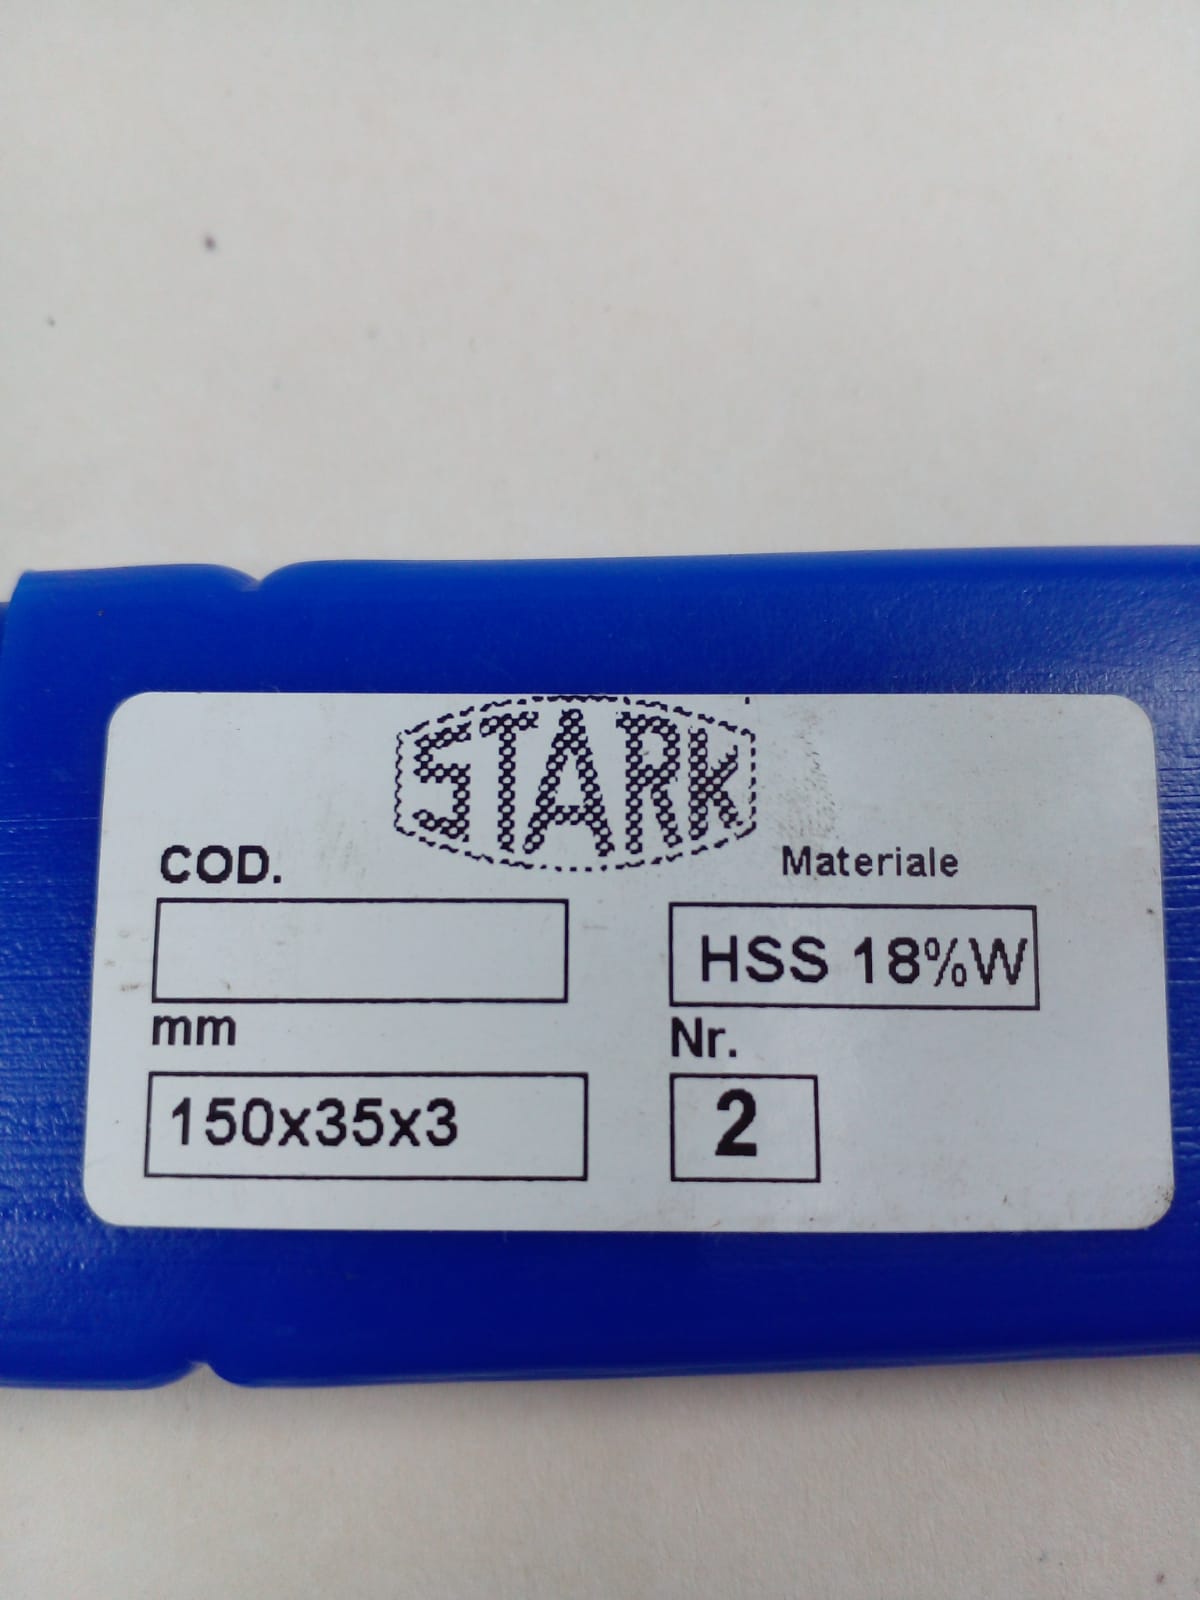 STARK
COD.
Materiale
HSS 18%W
mm
Nr.
150x35x3
2